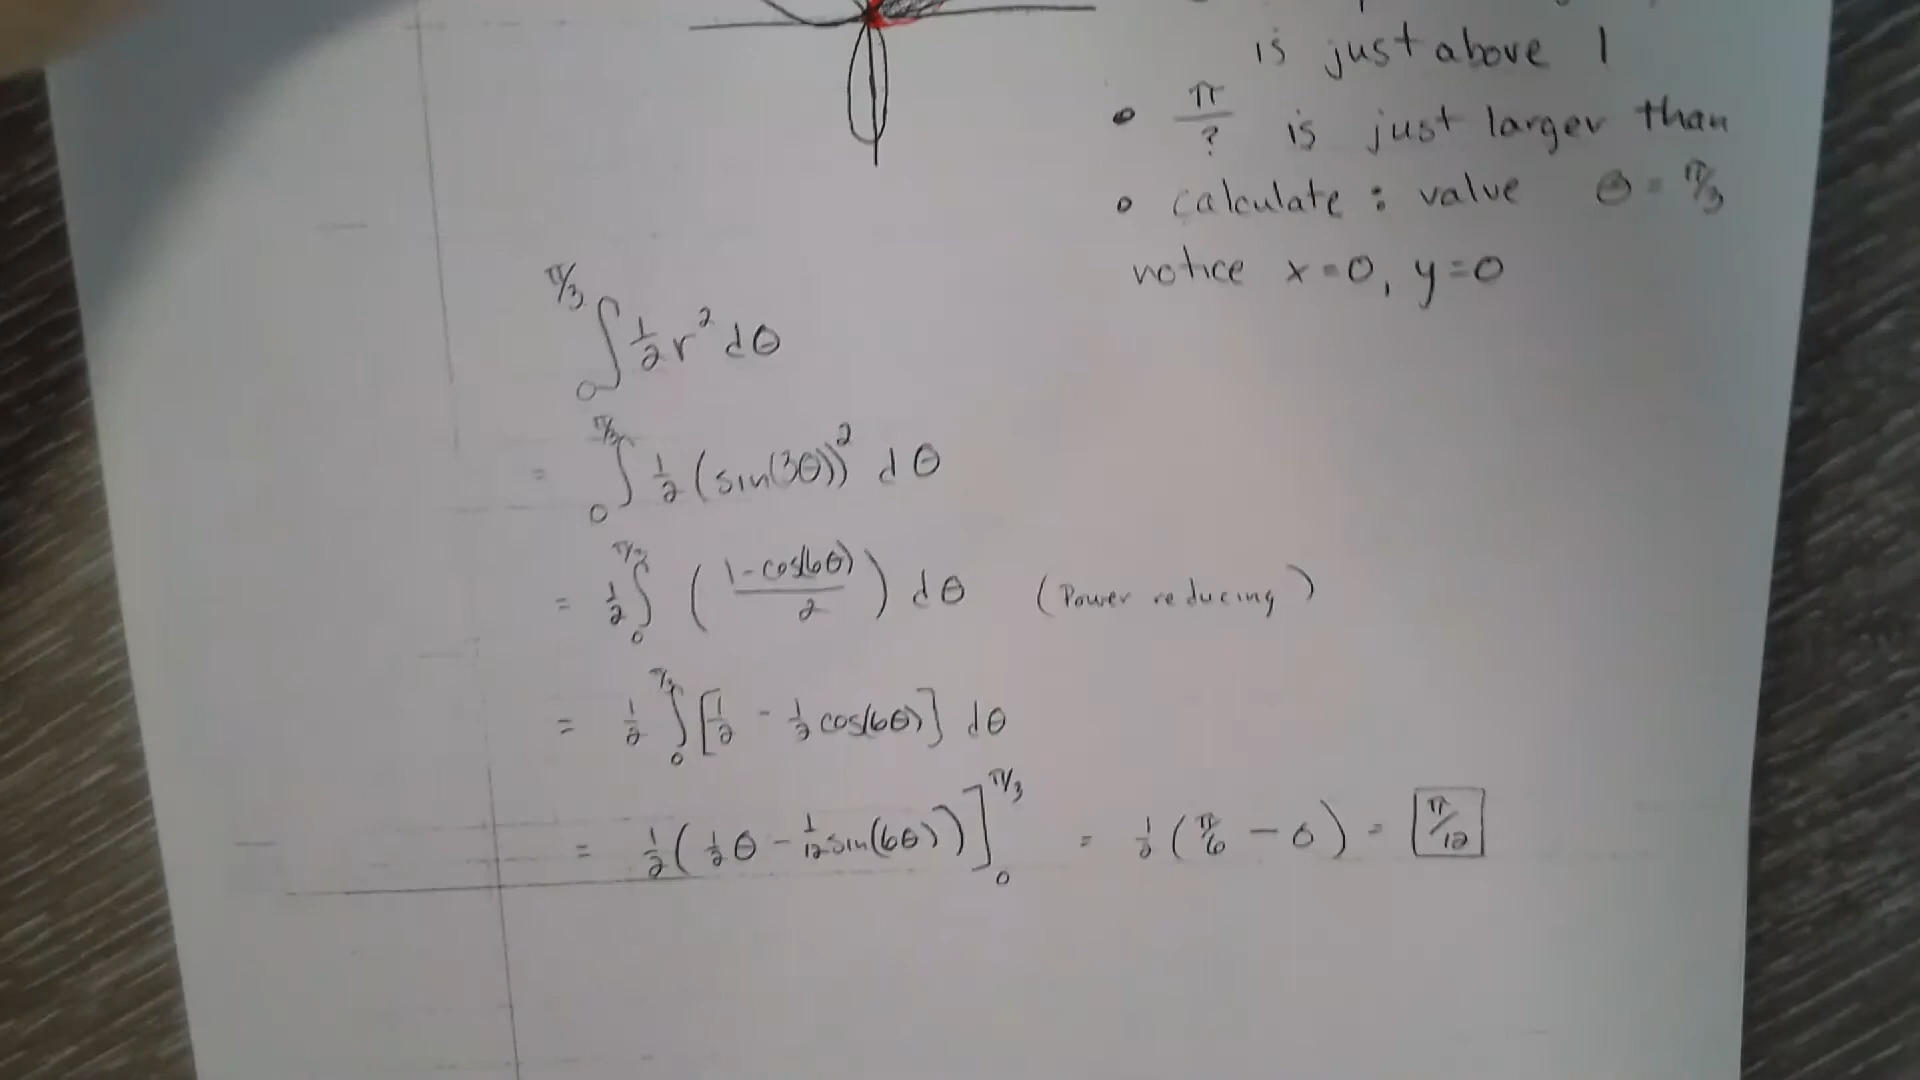 is just above 1
• π/? is just larger than
• calculate : value θ = π/3
notice x=0, y=0
∫₀^(π/3) 1/2 r² dθ
= ∫₀^(π/3) 1/2 (sin(3θ))² dθ
= 1/2 ∫₀^(π/3) ( (1-cos(6θ))/2 ) dθ (Power reducing)
= 1/2 ∫₀^(π/3) [1/2 - 1/2 cos(6θ)] dθ
= 1/2 ( 1/2 θ - 1/12 sin(6θ) ) ]₀^(π/3) = 1/2 ( π/6 - 0 ) = π/12